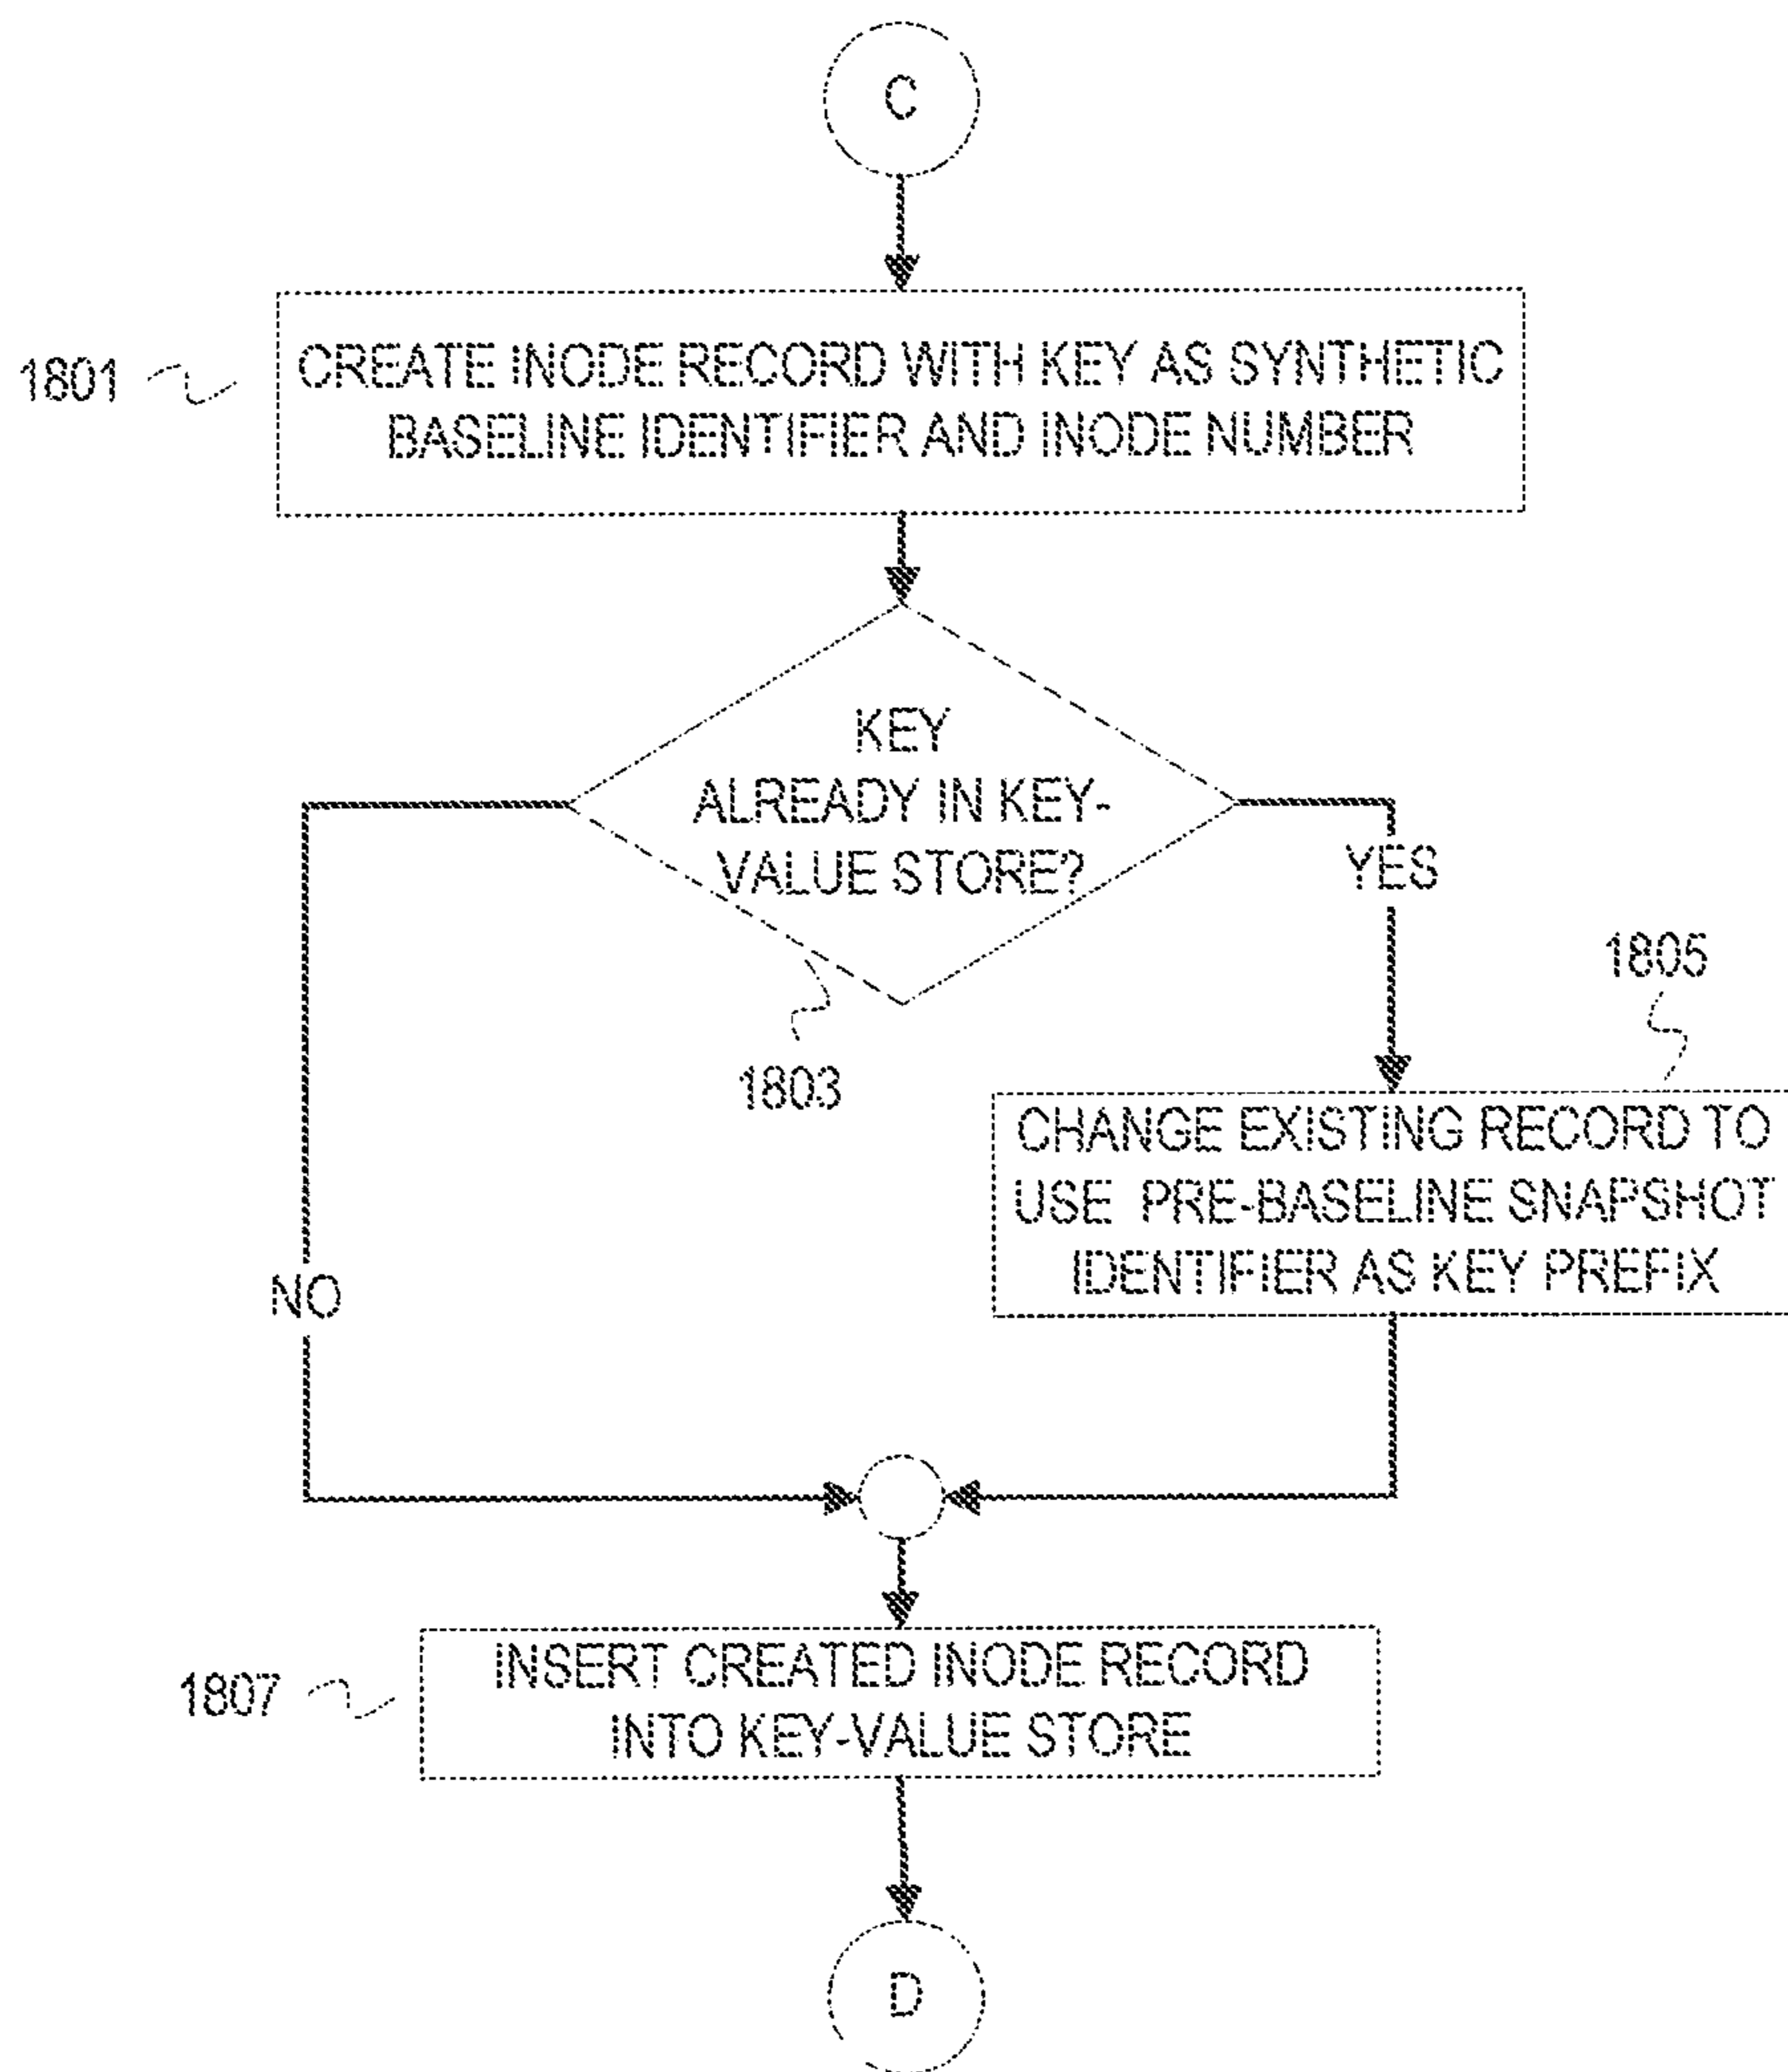 C
1801
CREATE INODE RECORD WITH KEY AS SYNTHETIC
BASELINE IDENTIFIER AND INODE NUMBER
KEY
ALREADY IN KEY-
VALUE STORE?
YES
1803
1805
CHANGE EXISTING RECORD TO
USE PRE-BASELINE SNAPSHOT
IDENTIFIER AS KEY PREFIX
NO
1807
INSERT CREATED INODE RECORD
INTO KEY-VALUE STORE
D